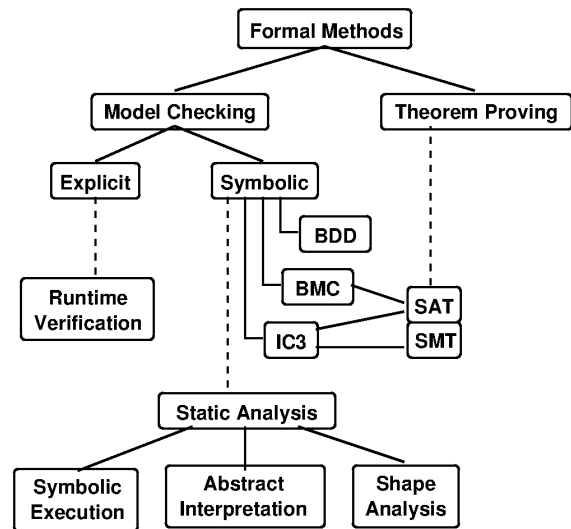 Formal Methods
Model Checking
Theorem Proving
Explicit
Symbolic
BDD
Runtime
Verification
BMC
SAT
IC3
SMT
Static Analysis
Symbolic
Execution
Abstract
Interpretation
Shape
Analysis